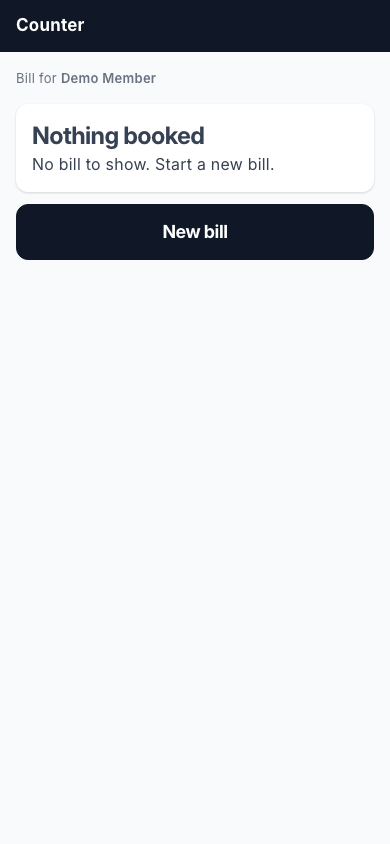 Counter
Bill for Demo Member
Nothing booked
No bill to show. Start a new bill.
New bill